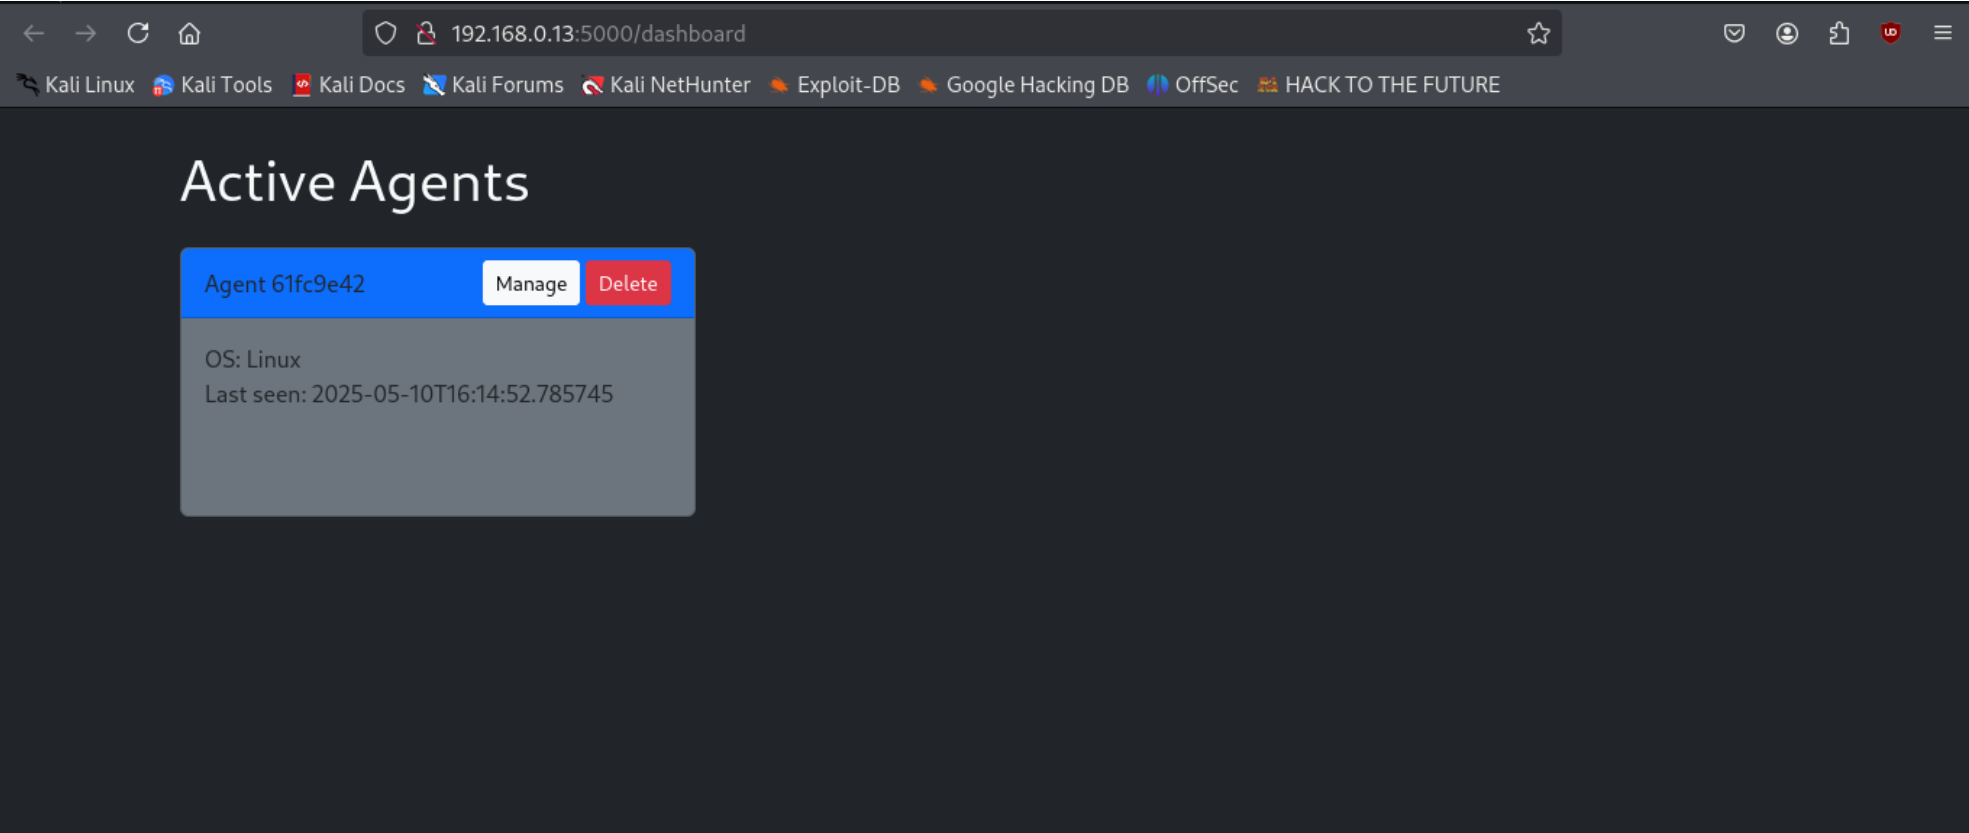 192.168.0.13:5000/dashboard
Kali Linux Kali Tools Kali Docs Kali Forums Kali NetHunter Exploit-DB Google Hacking DB OffSec HACK TO THE FUTURE
Active Agents
Agent 61fc9e42 Manage Delete
OS: Linux
Last seen: 2025-05-10T16:14:52.785745